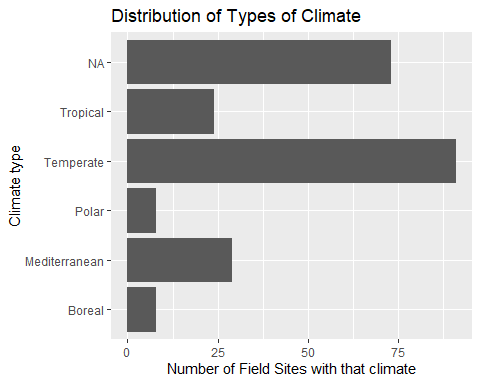 Distribution of Types of Climate
NA
Tropical
Temperate
Polar
Mediterranean
Boreal
Climate type
0 25 50 75
Number of Field Sites with that climate